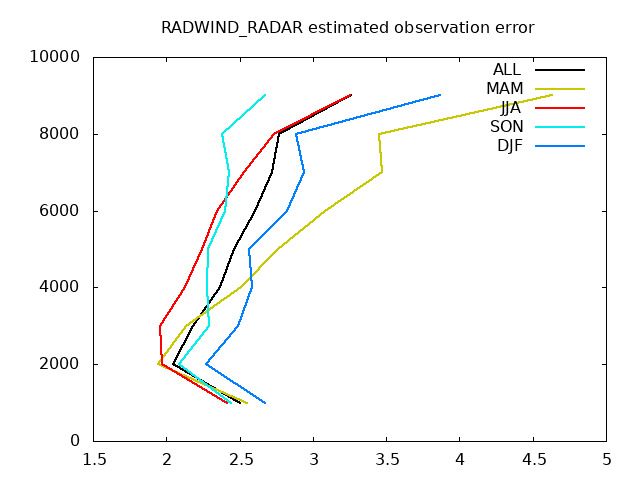 RADWIND_RADAR estimated observation error
10000
8000
6000
4000
2000
0
1.5 2 2.5 3 3.5 4 4.5 5
ALL
MAM
JJA
SON
DJF